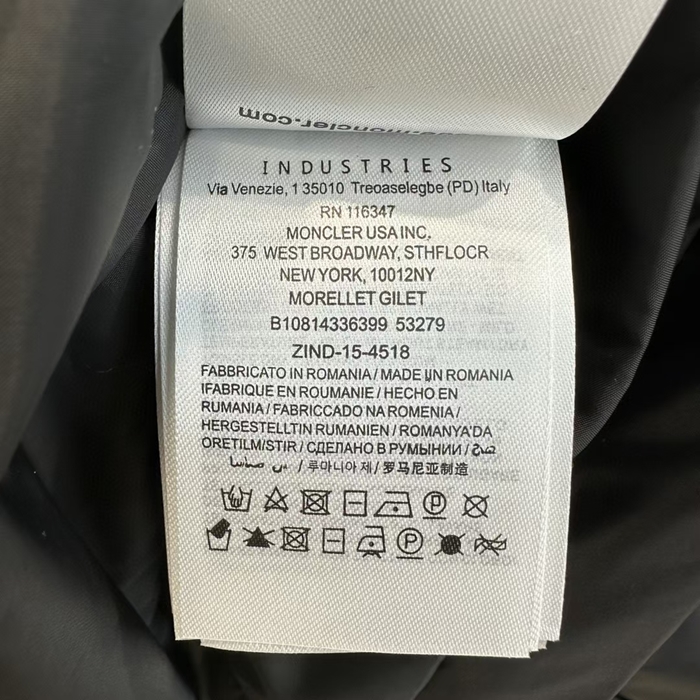 moncler.com
INDUSTRIES
Via Venezie, 1 35010 Treoaselegbe (PD) Italy
RN 116347
MONCLER USA INC.
375 WEST BROADWAY, STHFLOCR
NEW YORK, 10012NY
MORELLET GILET
B10814336399 53279
ZIND-15-4518
FABBRICATO IN ROMANIA / MADE IJN ROMANIA
IFABRIQUE EN ROUMANIE / HECHO EN
RUMANIA / FABRICCADO NA ROMENIA /
HERGESTELLTIN RUMANIEN / ROMANYA'DA
ORETILM/STIR / СДЕЛАНО В РУМЫНИИ /
/ 루마니아 제 / 罗马尼亚制造